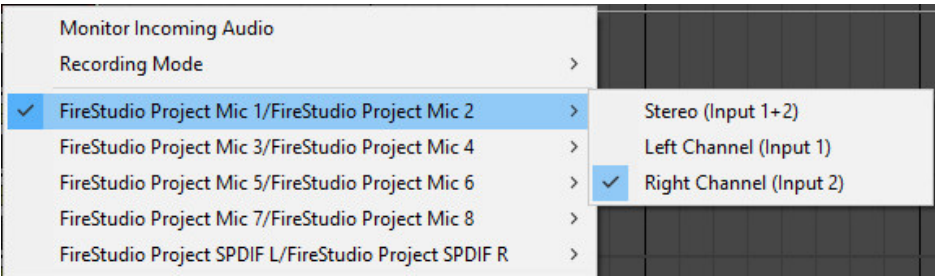 Monitor Incoming Audio
Recording Mode
FireStudio Project Mic 1/FireStudio Project Mic 2
FireStudio Project Mic 3/FireStudio Project Mic 4
FireStudio Project Mic 5/FireStudio Project Mic 6
FireStudio Project Mic 7/FireStudio Project Mic 8
FireStudio Project SPDIF L/FireStudio Project SPDIF R
Stereo (Input 1+2)
Left Channel (Input 1)
Right Channel (Input 2)